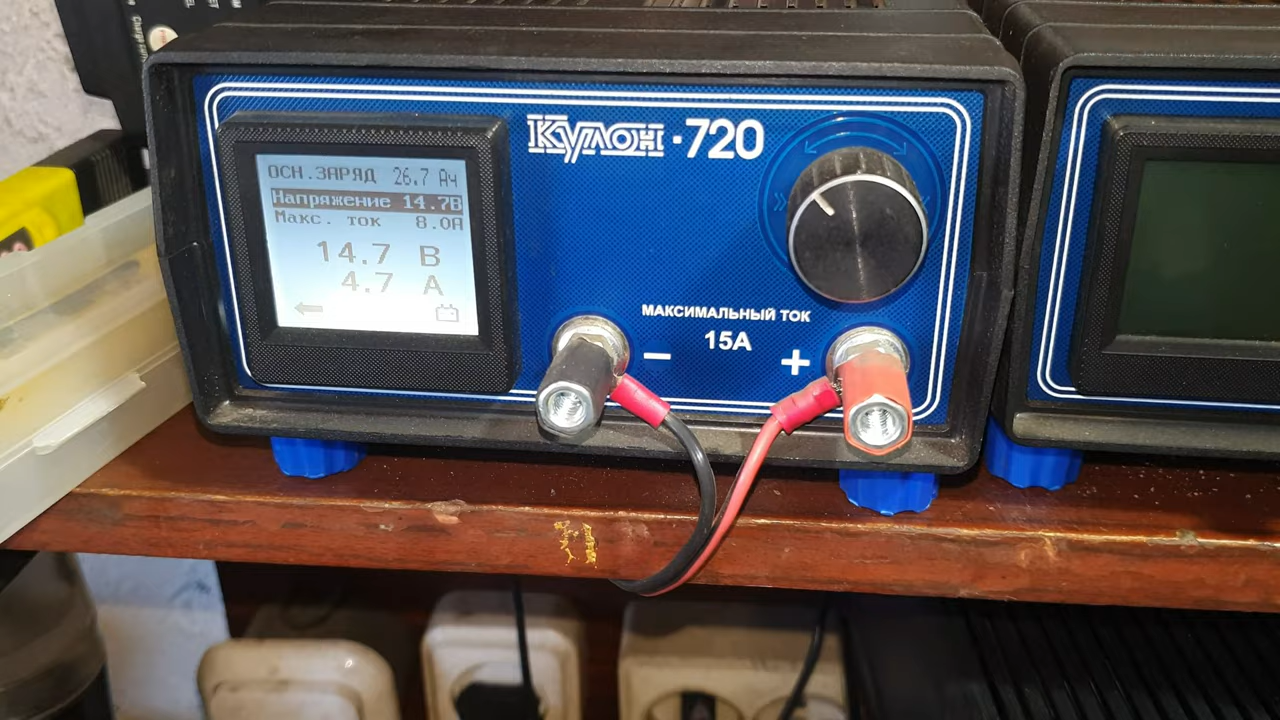 ОСН.ЗАРЯД 26.7 Ач
Напряжение 14.7В
Макс. ток 8.0А
14.7 В
4.7 А
КУЛОН-720
МАКСИМАЛЬНЫЙ ТОК
15А
− +